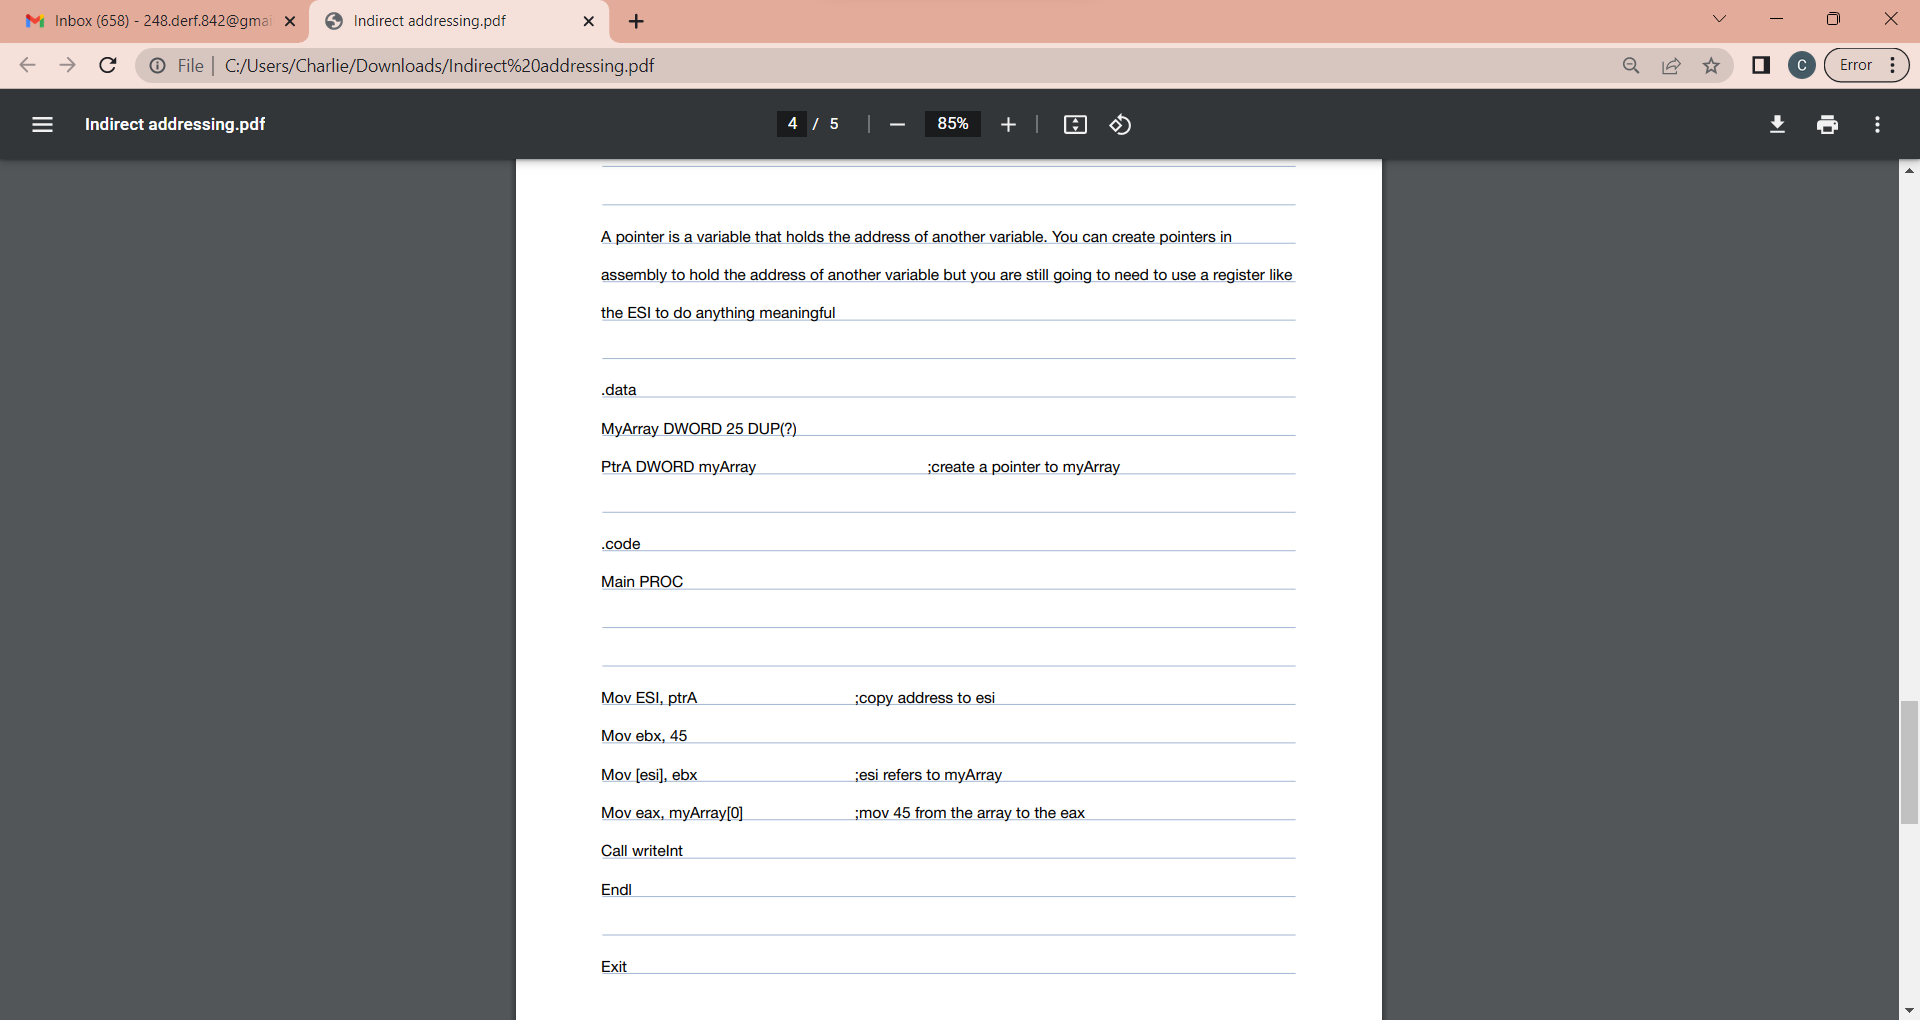 Inbox (658) - 248.derf.842@gmai
Indirect addressing.pdf
File
C:/Users/Charlie/Downloads/Indirect%20addressing.pdf
C
Error
Indirect addressing.pdf
4 / 5
85%
A pointer is a variable that holds the address of another variable. You can create pointers in
assembly to hold the address of another variable but you are still going to need to use a register like
the ESI to do anything meaningful
.data
MyArray DWORD 25 DUP(?)
PtrA DWORD myArray ;create a pointer to myArray
.code
Main PROC
Mov ESI, ptrA ;copy address to esi
Mov ebx, 45
Mov [esi], ebx ;esi refers to myArray
Mov eax, myArray[0] ;mov 45 from the array to the eax
Call writeInt
Endl
Exit